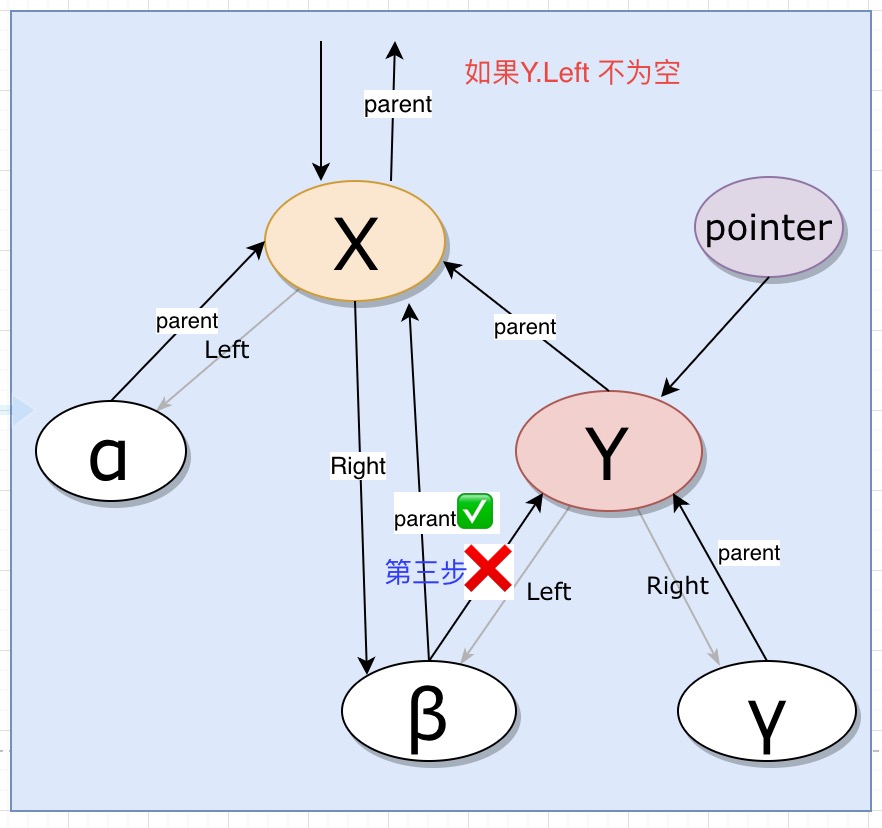 如果Y.Left 不为空
parent
X
pointer
parent
parent
Left
α
Right
Y
parant
第三步
Left
Right
parent
β
γ